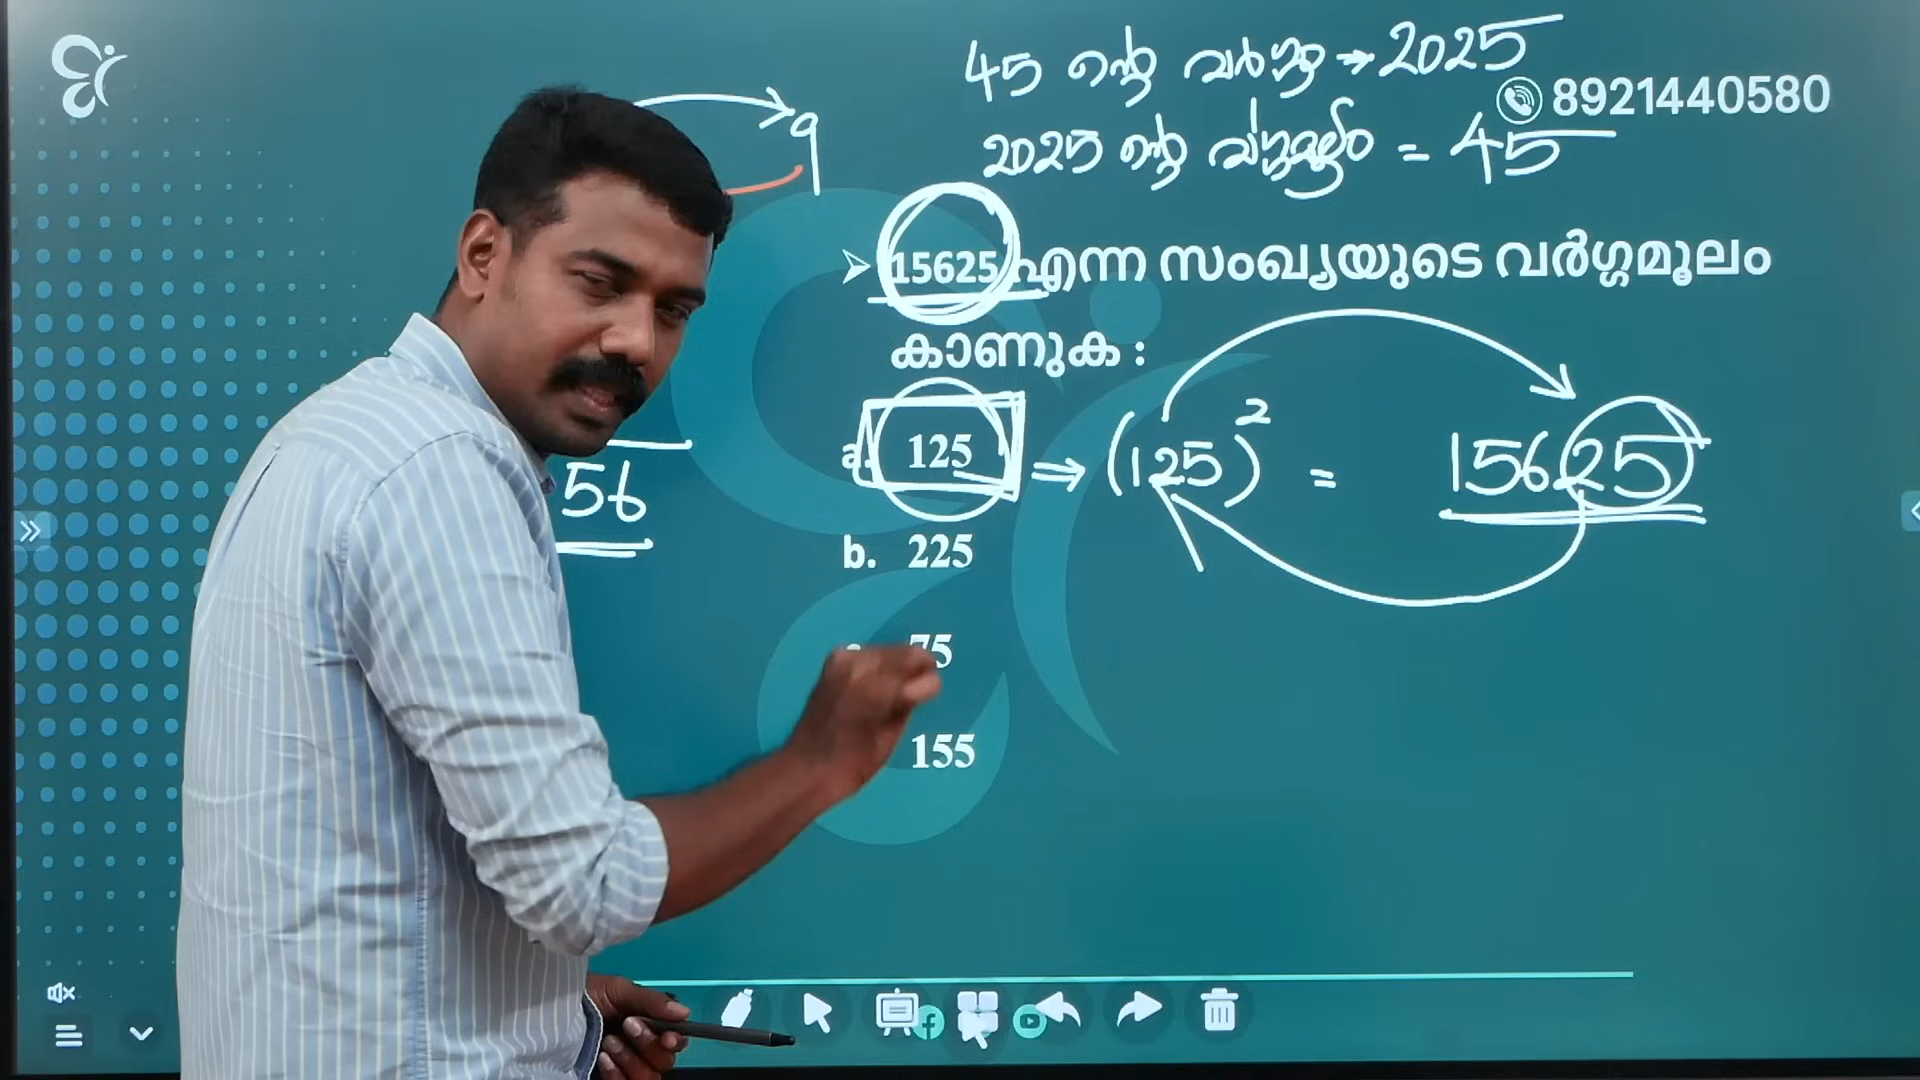 45 ന്റെ വർഗ്ഗം → 2025
8921440580
2025 ന്റെ വർഗ്ഗമൂലം = 45
9
15625 എന്ന സംഖ്യയുടെ വർഗ്ഗമൂലം
കാണുക :
a. 125 ⇒ (125)² = 15625
56
b. 225
75
155